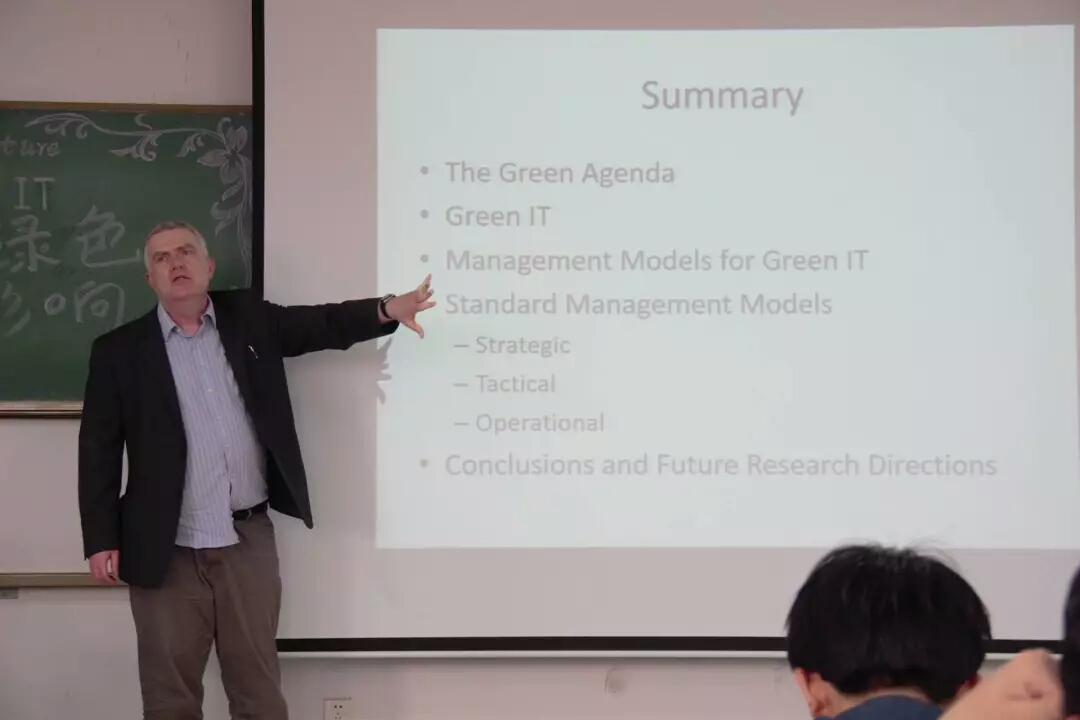 ture
IT
绿色
影响
Summary
• The Green Agenda
• Green IT
• Management Models for Green IT
Standard Management Models
– Strategic
– Tactical
– Operational
• Conclusions and Future Research Directions